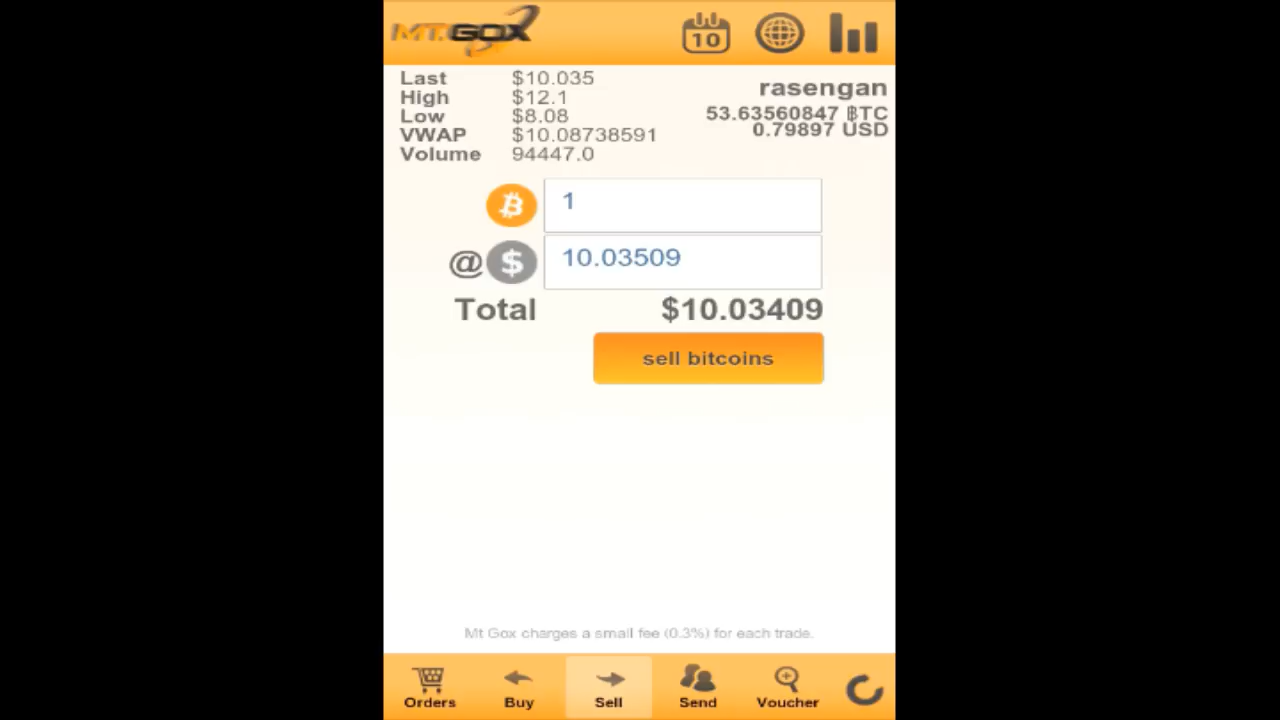 MT.GOX
10
Last $10.035
High $12.1
Low $8.08
VWAP $10.08738591
Volume 94447.0
rasengan
53.63560847 ฿TC
0.79897 USD
1
@ $ 10.03509
Total $10.03409
sell bitcoins
Mt Gox charges a small fee (0.3%) for each trade.
Orders Buy Sell Send Voucher